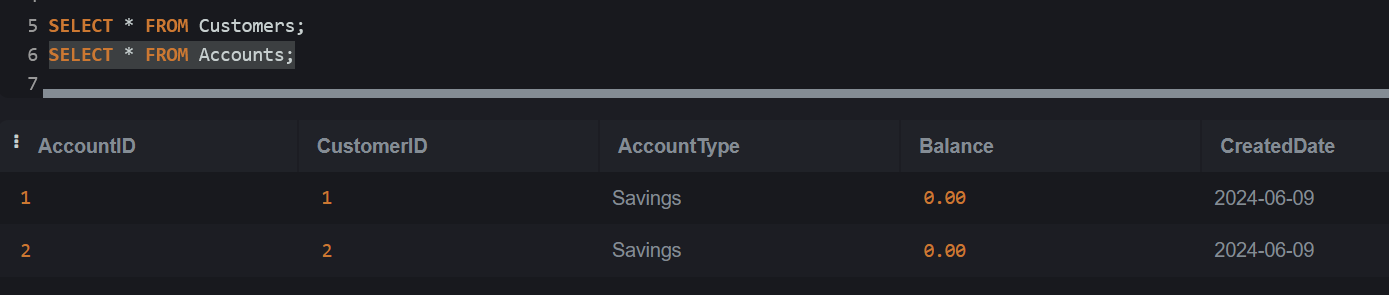 5 SELECT * FROM Customers;
6 SELECT * FROM Accounts;
7
AccountID CustomerID AccountType Balance CreatedDate
1 1 Savings 0.00 2024-06-09
2 2 Savings 0.00 2024-06-09